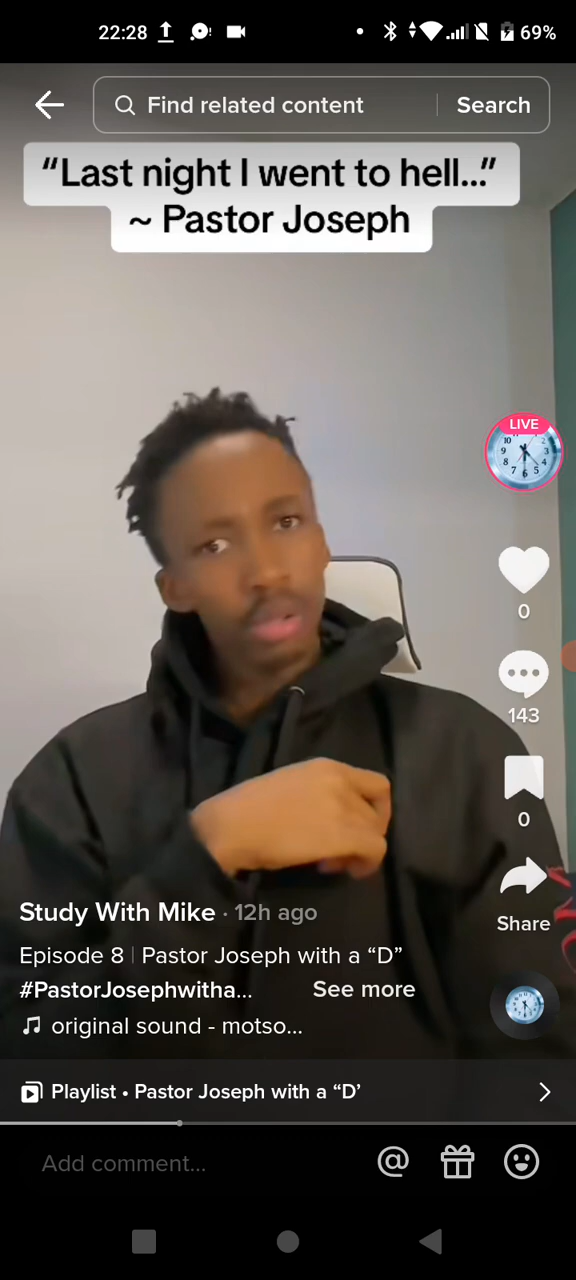 22:28
69%
Find related content
Search
“Last night I went to hell...”
~ Pastor Joseph
LIVE
0
143
0
Share
Study With Mike · 12h ago
Episode 8 | Pastor Joseph with a “D”
#PastorJosephwitha... See more
original sound - motso...
Playlist • Pastor Joseph with a “D’
Add comment...